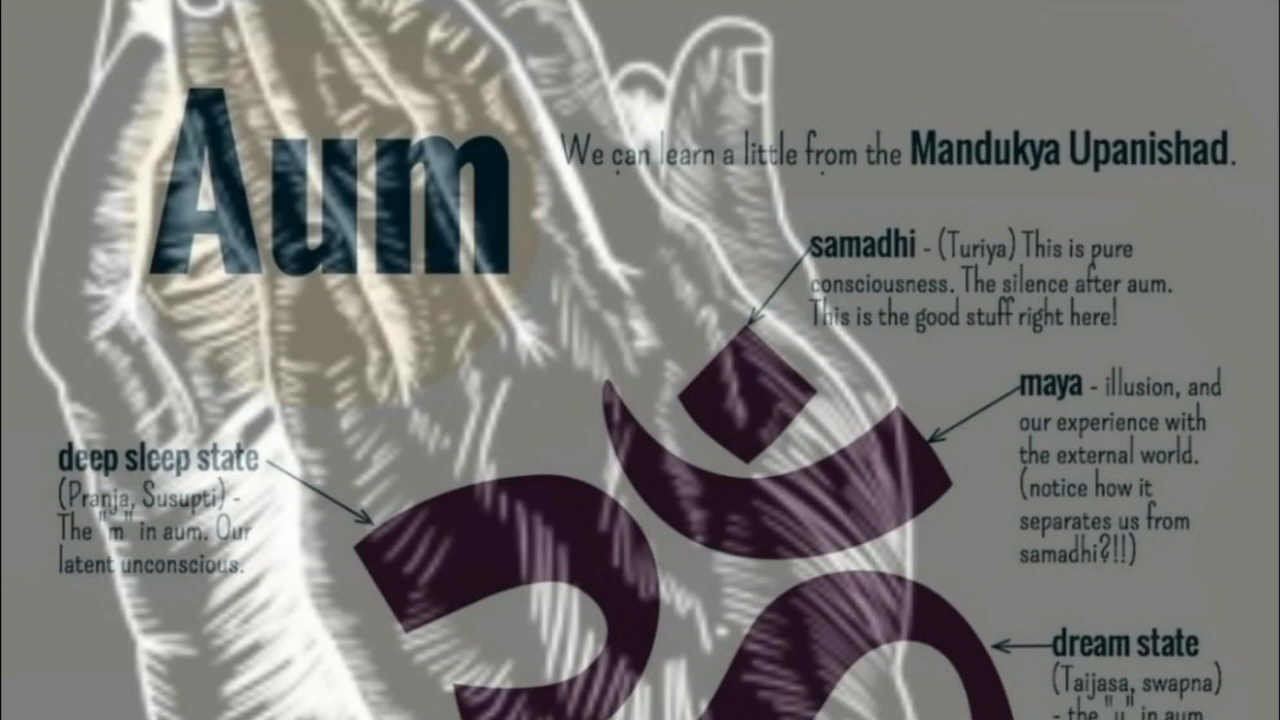 Aum
We can learn a little from the Mandukya Upanishad.
samadhi - (Turiya) This is pure
consciousness. The silence after aum.
This is the good stuff right here!
maya - illusion, and
our experience with
the external world.
(notice how it
separates us from
samadhi?!!)
deep sleep state
(Pranja, Susupti) -
The "m" in aum. Our
latent unconscious.
dream state
(Taijasa, swapna)
- the "u" in aum